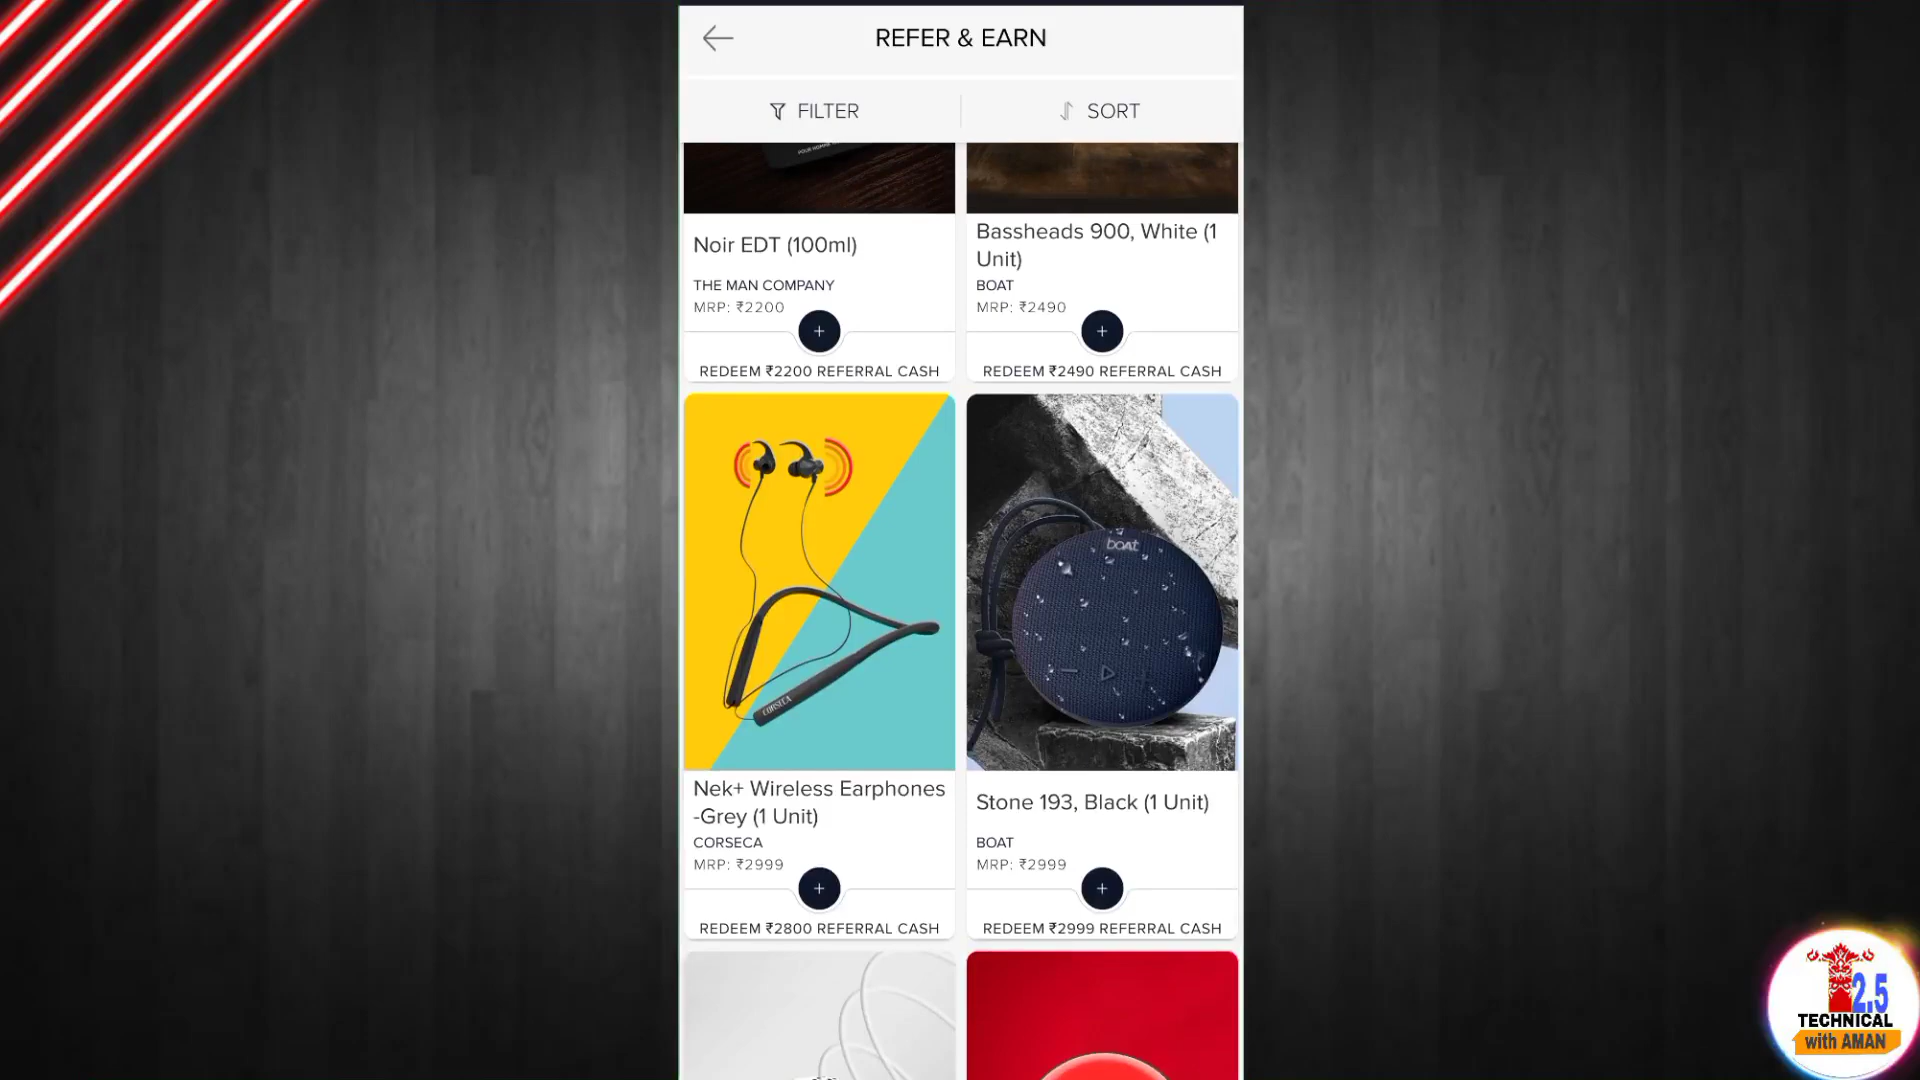 REFER & EARN
FILTER
SORT
Noir EDT (100ml)
THE MAN COMPANY
MRP: ₹2200
+
REDEEM ₹2200 REFERRAL CASH
Bassheads 900, White (1
Unit)
BOAT
MRP: ₹2490
+
REDEEM ₹2490 REFERRAL CASH
CORSECA
Nek+ Wireless Earphones
-Grey (1 Unit)
CORSECA
MRP: ₹2999
+
REDEEM ₹2800 REFERRAL CASH
boAt
Stone 193, Black (1 Unit)
BOAT
MRP: ₹2999
+
REDEEM ₹2999 REFERRAL CASH
2.5
TECHNICAL
with AMAN